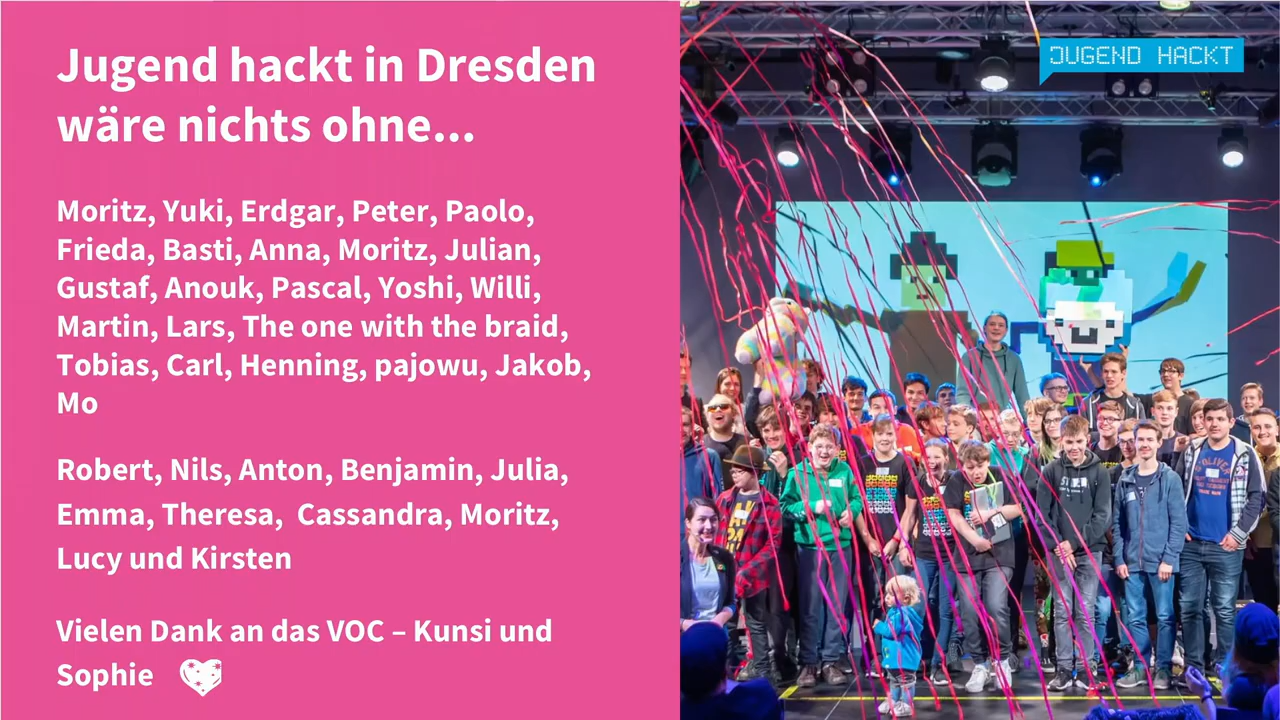 Jugend hackt in Dresden
wäre nichts ohne...
Moritz, Yuki, Erdgar, Peter, Paolo,
Frieda, Basti, Anna, Moritz, Julian,
Gustaf, Anouk, Pascal, Yoshi, Willi,
Martin, Lars, The one with the braid,
Tobias, Carl, Henning, pajowu, Jakob,
Mo
Robert, Nils, Anton, Benjamin, Julia,
Emma, Theresa,  Cassandra, Moritz,
Lucy und Kirsten
Vielen Dank an das VOC – Kunsi und
Sophie
JUGEND HACKT